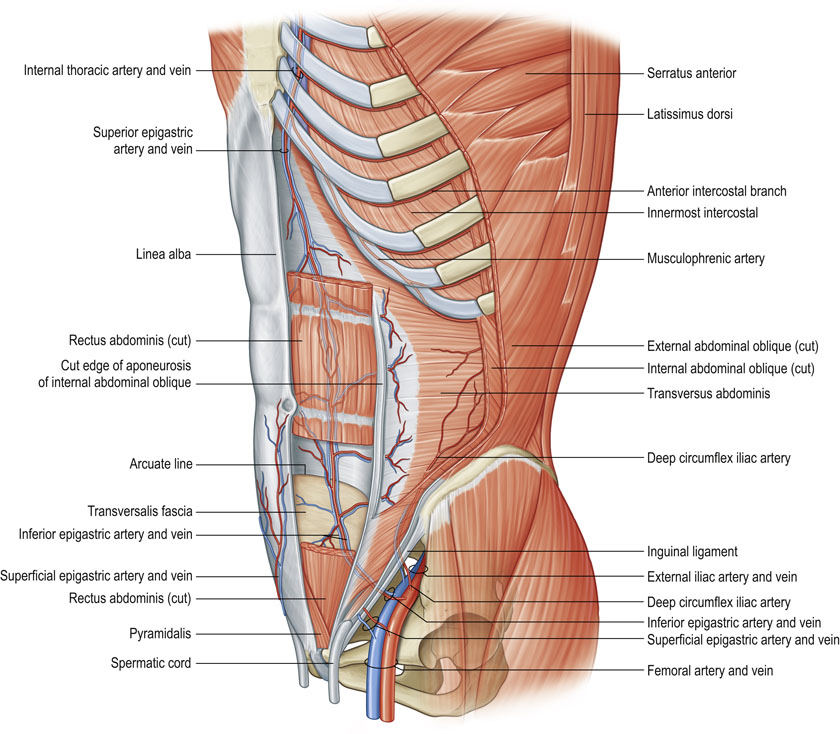 Internal thoracic artery and vein
Superior epigastric
artery and vein
Linea alba
Rectus abdominis (cut)
Cut edge of aponeurosis
of internal abdominal oblique
Arcuate line
Transversalis fascia
Inferior epigastric artery and vein
Superficial epigastric artery and vein
Rectus abdominis (cut)
Pyramidalis
Spermatic cord
Serratus anterior
Latissimus dorsi
Anterior intercostal branch
Innermost intercostal
Musculophrenic artery
External abdominal oblique (cut)
Internal abdominal oblique (cut)
Transversus abdominis
Deep circumflex iliac artery
Inguinal ligament
External iliac artery and vein
Deep circumflex iliac artery
Inferior epigastric artery and vein
Superficial epigastric artery and vein
Femoral artery and vein